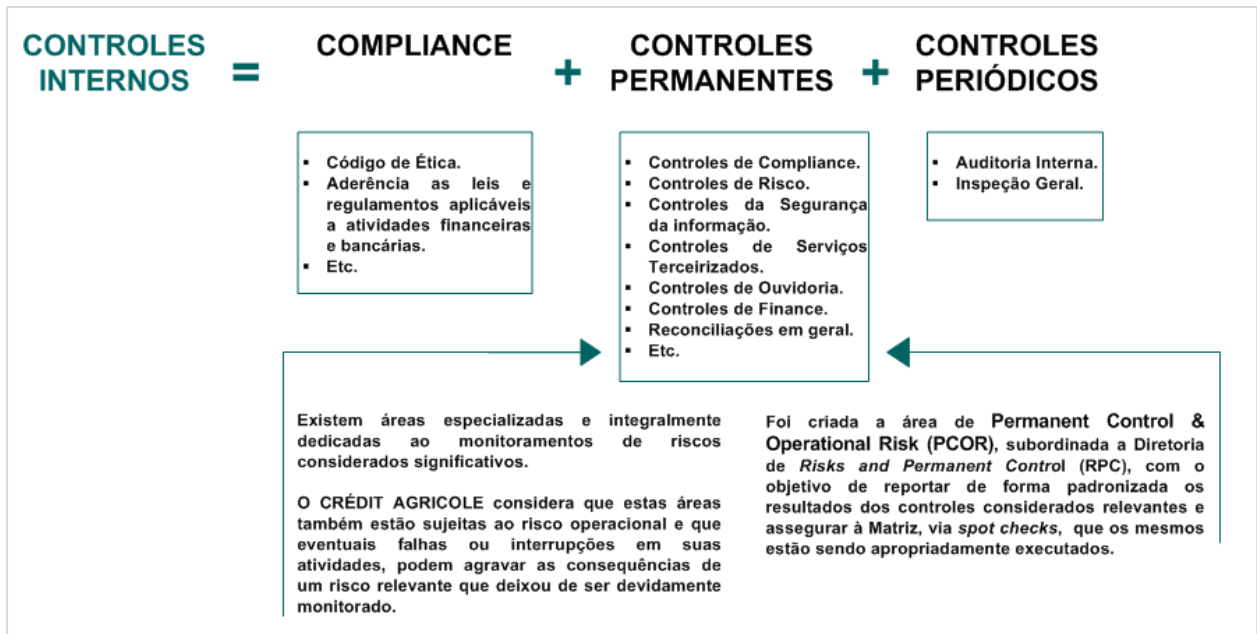 CONTROLES
INTERNOS
=
COMPLIANCE
+
CONTROLES
PERMANENTES
+
CONTROLES
PERIÓDICOS
▪ Código de Ética.
▪ Aderência as leis e
regulamentos aplicáveis
a atividades financeiras
e bancárias.
▪ Etc.
▪ Controles de Compliance.
▪ Controles de Risco.
▪ Controles da Segurança
da informação.
▪ Controles de Serviços
Terceirizados.
▪ Controles de Ouvidoria.
▪ Controles de Finance.
▪ Reconciliações em geral.
▪ Etc.
▪ Auditoria Interna.
▪ Inspeção Geral.
Existem áreas especializadas e integralmente
dedicadas ao monitoramentos de riscos
considerados significativos.
O CRÉDIT AGRICOLE considera que estas áreas
também estão sujeitas ao risco operacional e que
eventuais falhas ou interrupções em suas
atividades, podem agravar as consequências de
um risco relevante que deixou de ser devidamente
monitorado.
Foi criada a área de Permanent Control &
Operational Risk (PCOR), subordinada a Diretoria
de Risks and Permanent Control (RPC), com o
objetivo de reportar de forma padronizada os
resultados dos controles considerados relevantes e
assegurar à Matriz, via spot checks, que os mesmos
estão sendo apropriadamente executados.